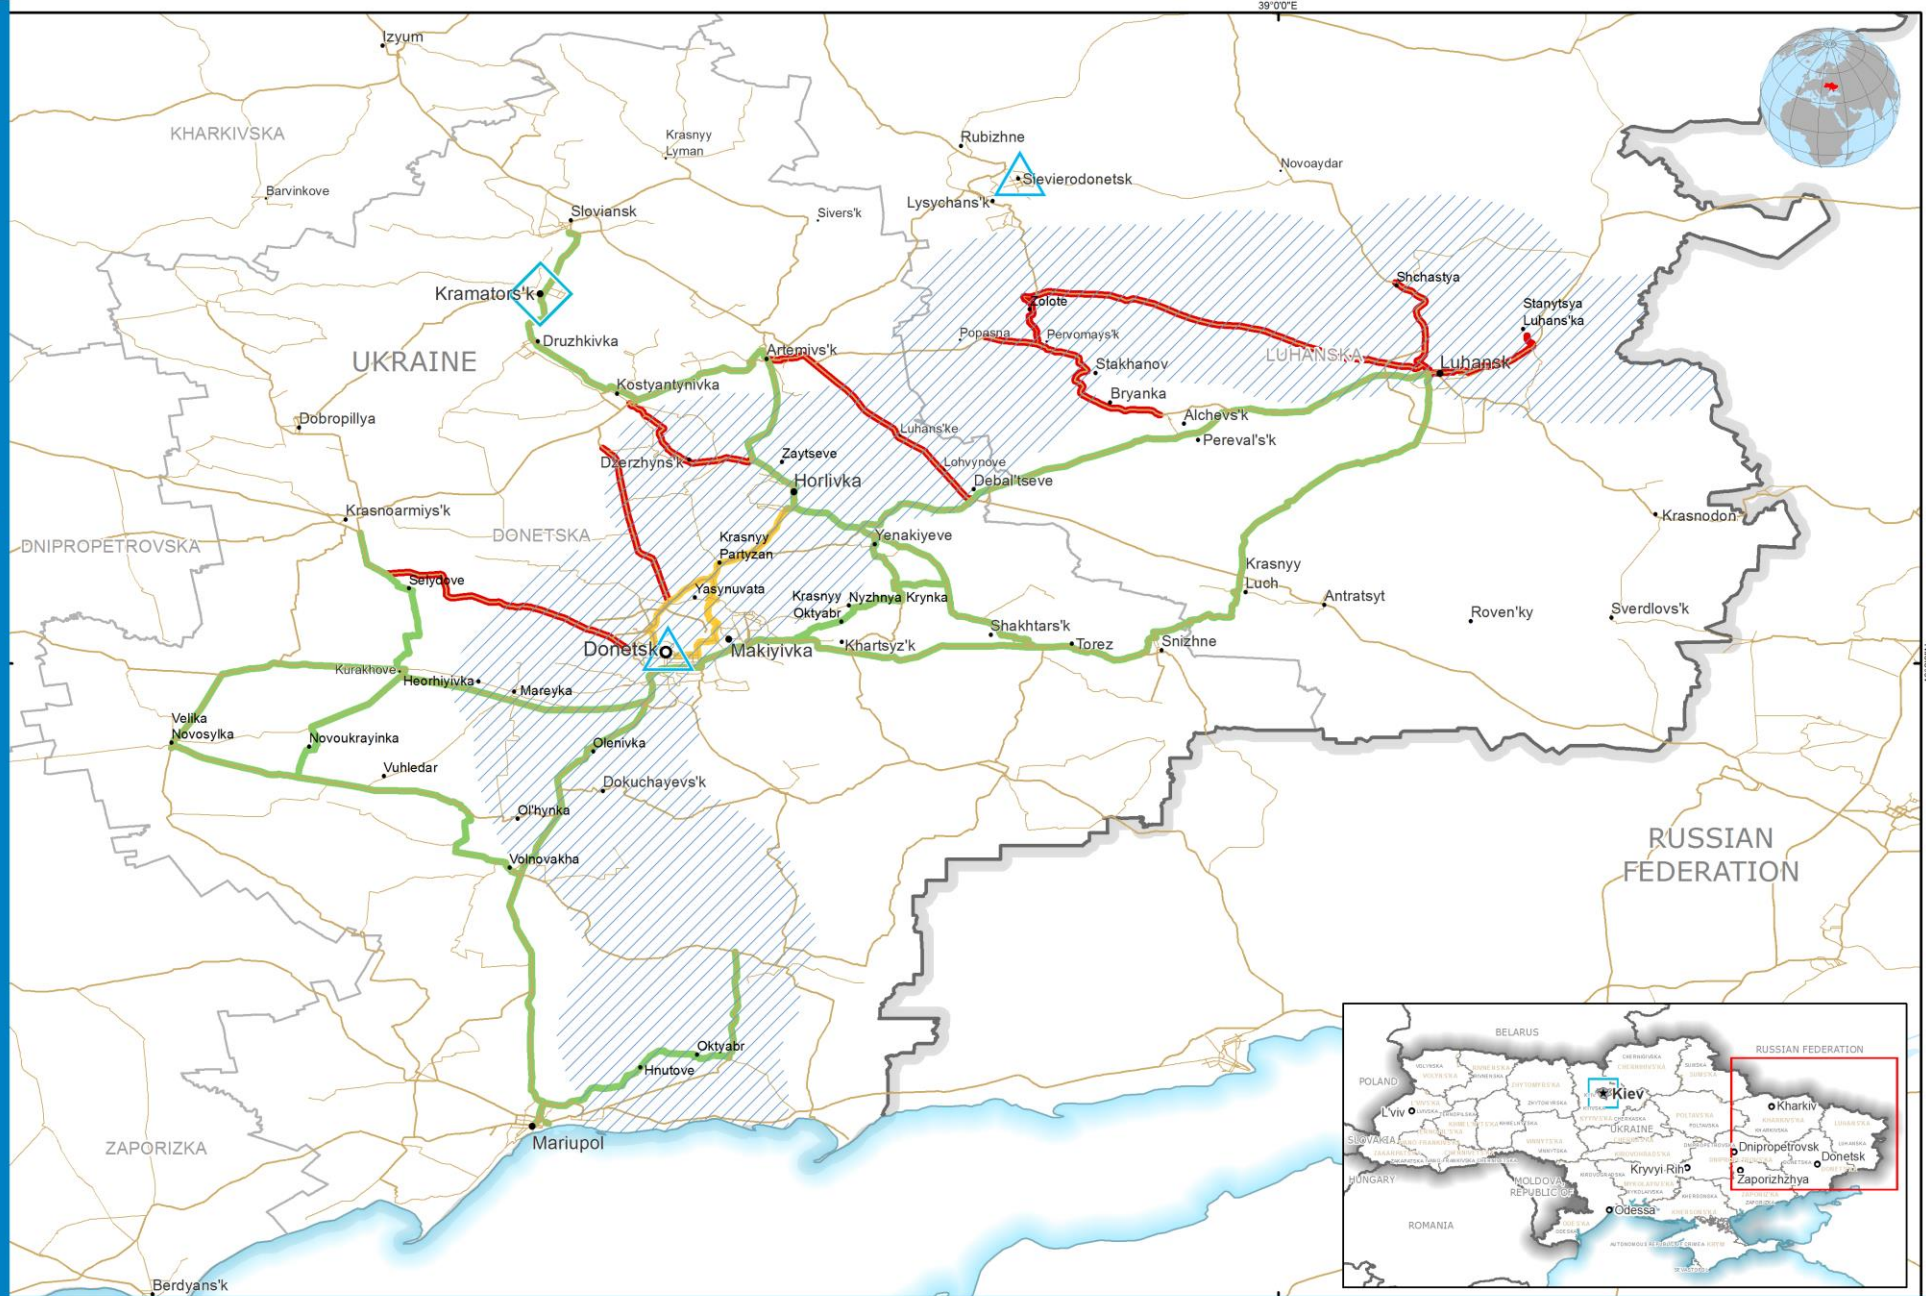 39°0'0"E
Izyum
KHARKIVSKA
Krasnyy
Lyman
Rubizhne
Novoaydar
Sievierodonetsk
Barvinkove
Lysychans'k
Sloviansk
Sivers'k
Kramators'k
Shchastya
Zolote
Stanytsya
Luhans'ka
Popasna
Pervomays'k
Druzhkivka
Artemivs'k
UKRAINE
LUHANSKA
Luhansk
Stakhanov
Kostyantynivka
Bryanka
Dobropillya
Alchevs'k
Luhans'ke
Pereval's'k
Zaytseve
Dzerzhyns'k
Lohvynove
Horlivka
Debal'tseve
Krasnoarmiys'k
Krasnodon
DONETSKA
Yenakiyeve
DNIPROPETROVSKA
Krasnyy
Partyzan
Krasnyy
Luch
Selydove
Yasynuvata
Krasnyy
Oktyabr
Nyzhnya Krynka
Antratsyt
Roven'ky
Sverdlovs'k
Shakhtars'k
Donetsk
Makiyivka
Khartsyz'k
Torez
Snizhne
Kurakhove
Heorhiyivka
Mareyka
Velika
Novosylka
Novoukrayinka
Olenivka
Vuhledar
Dokuchayevs'k
Ol'hynka
RUSSIAN
FEDERATION
Volnovakha
Oktyabr
Hnutove
Mariupol
ZAPORIZKA
Berdyans'k
BELARUS
RUSSIAN FEDERATION
POLAND
Kiev
L'viv
Kharkiv
UKRAINE
SLOVAKIA
Dnipropetrovsk
Donetsk
Kryvyi Rih
Zaporizhzhya
HUNGARY
MOLDOVA,
REPUBLIC OF
Odessa
ROMANIA